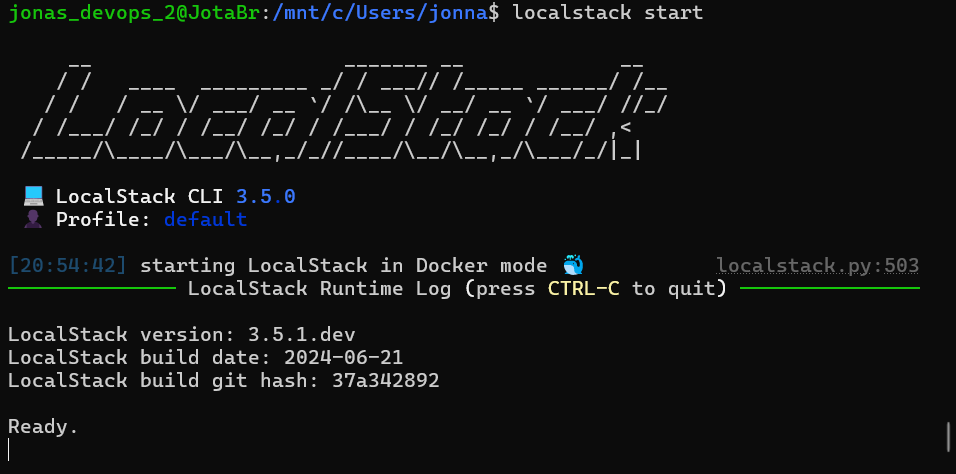 jonas_devops_2@JotaBr:/mnt/c/Users/jonna$ localstack start
LocalStack
LocalStack CLI 3.5.0
Profile: default
[20:54:42] starting LocalStack in Docker mode 🐳 localstack.py:503
LocalStack Runtime Log (press CTRL-C to quit)
LocalStack version: 3.5.1.dev
LocalStack build date: 2024-06-21
LocalStack build git hash: 37a342892
Ready.